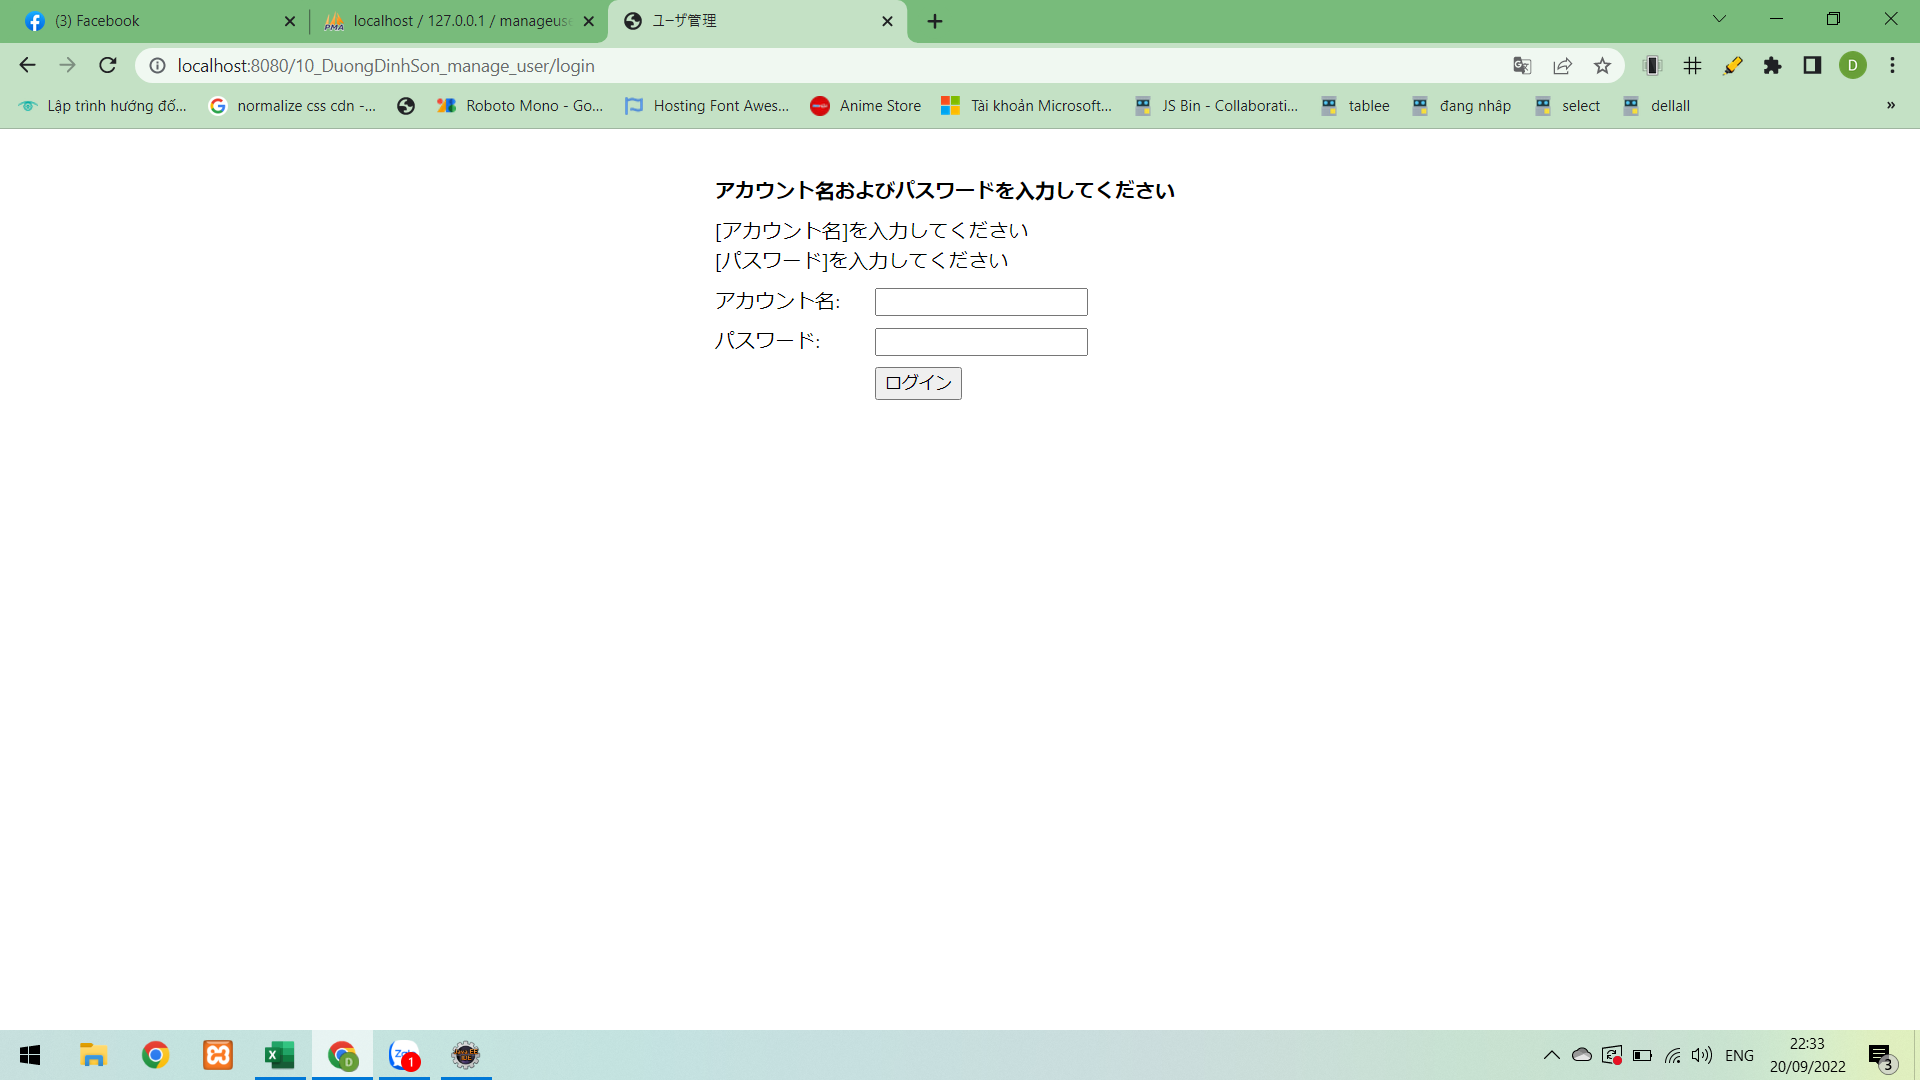 (3) Facebook
localhost / 127.0.0.1 / manageuse
ユーザ管理
localhost:8080/10_DuongDinhSon_manage_user/login
D
Lập trình hướng đố...
normalize css cdn -...
Roboto Mono - Go...
Hosting Font Awes...
Anime Store
Tài khoản Microsoft...
JS Bin - Collaborati...
tablee
đang nhâp
select
dellall
»
アカウント名およびパスワードを入力してください
[アカウント名]を入力してください
[パスワード]を入力してください
アカウント名:
パスワード:
ログイン
D
1
ENG
22:33
20/09/2022
3